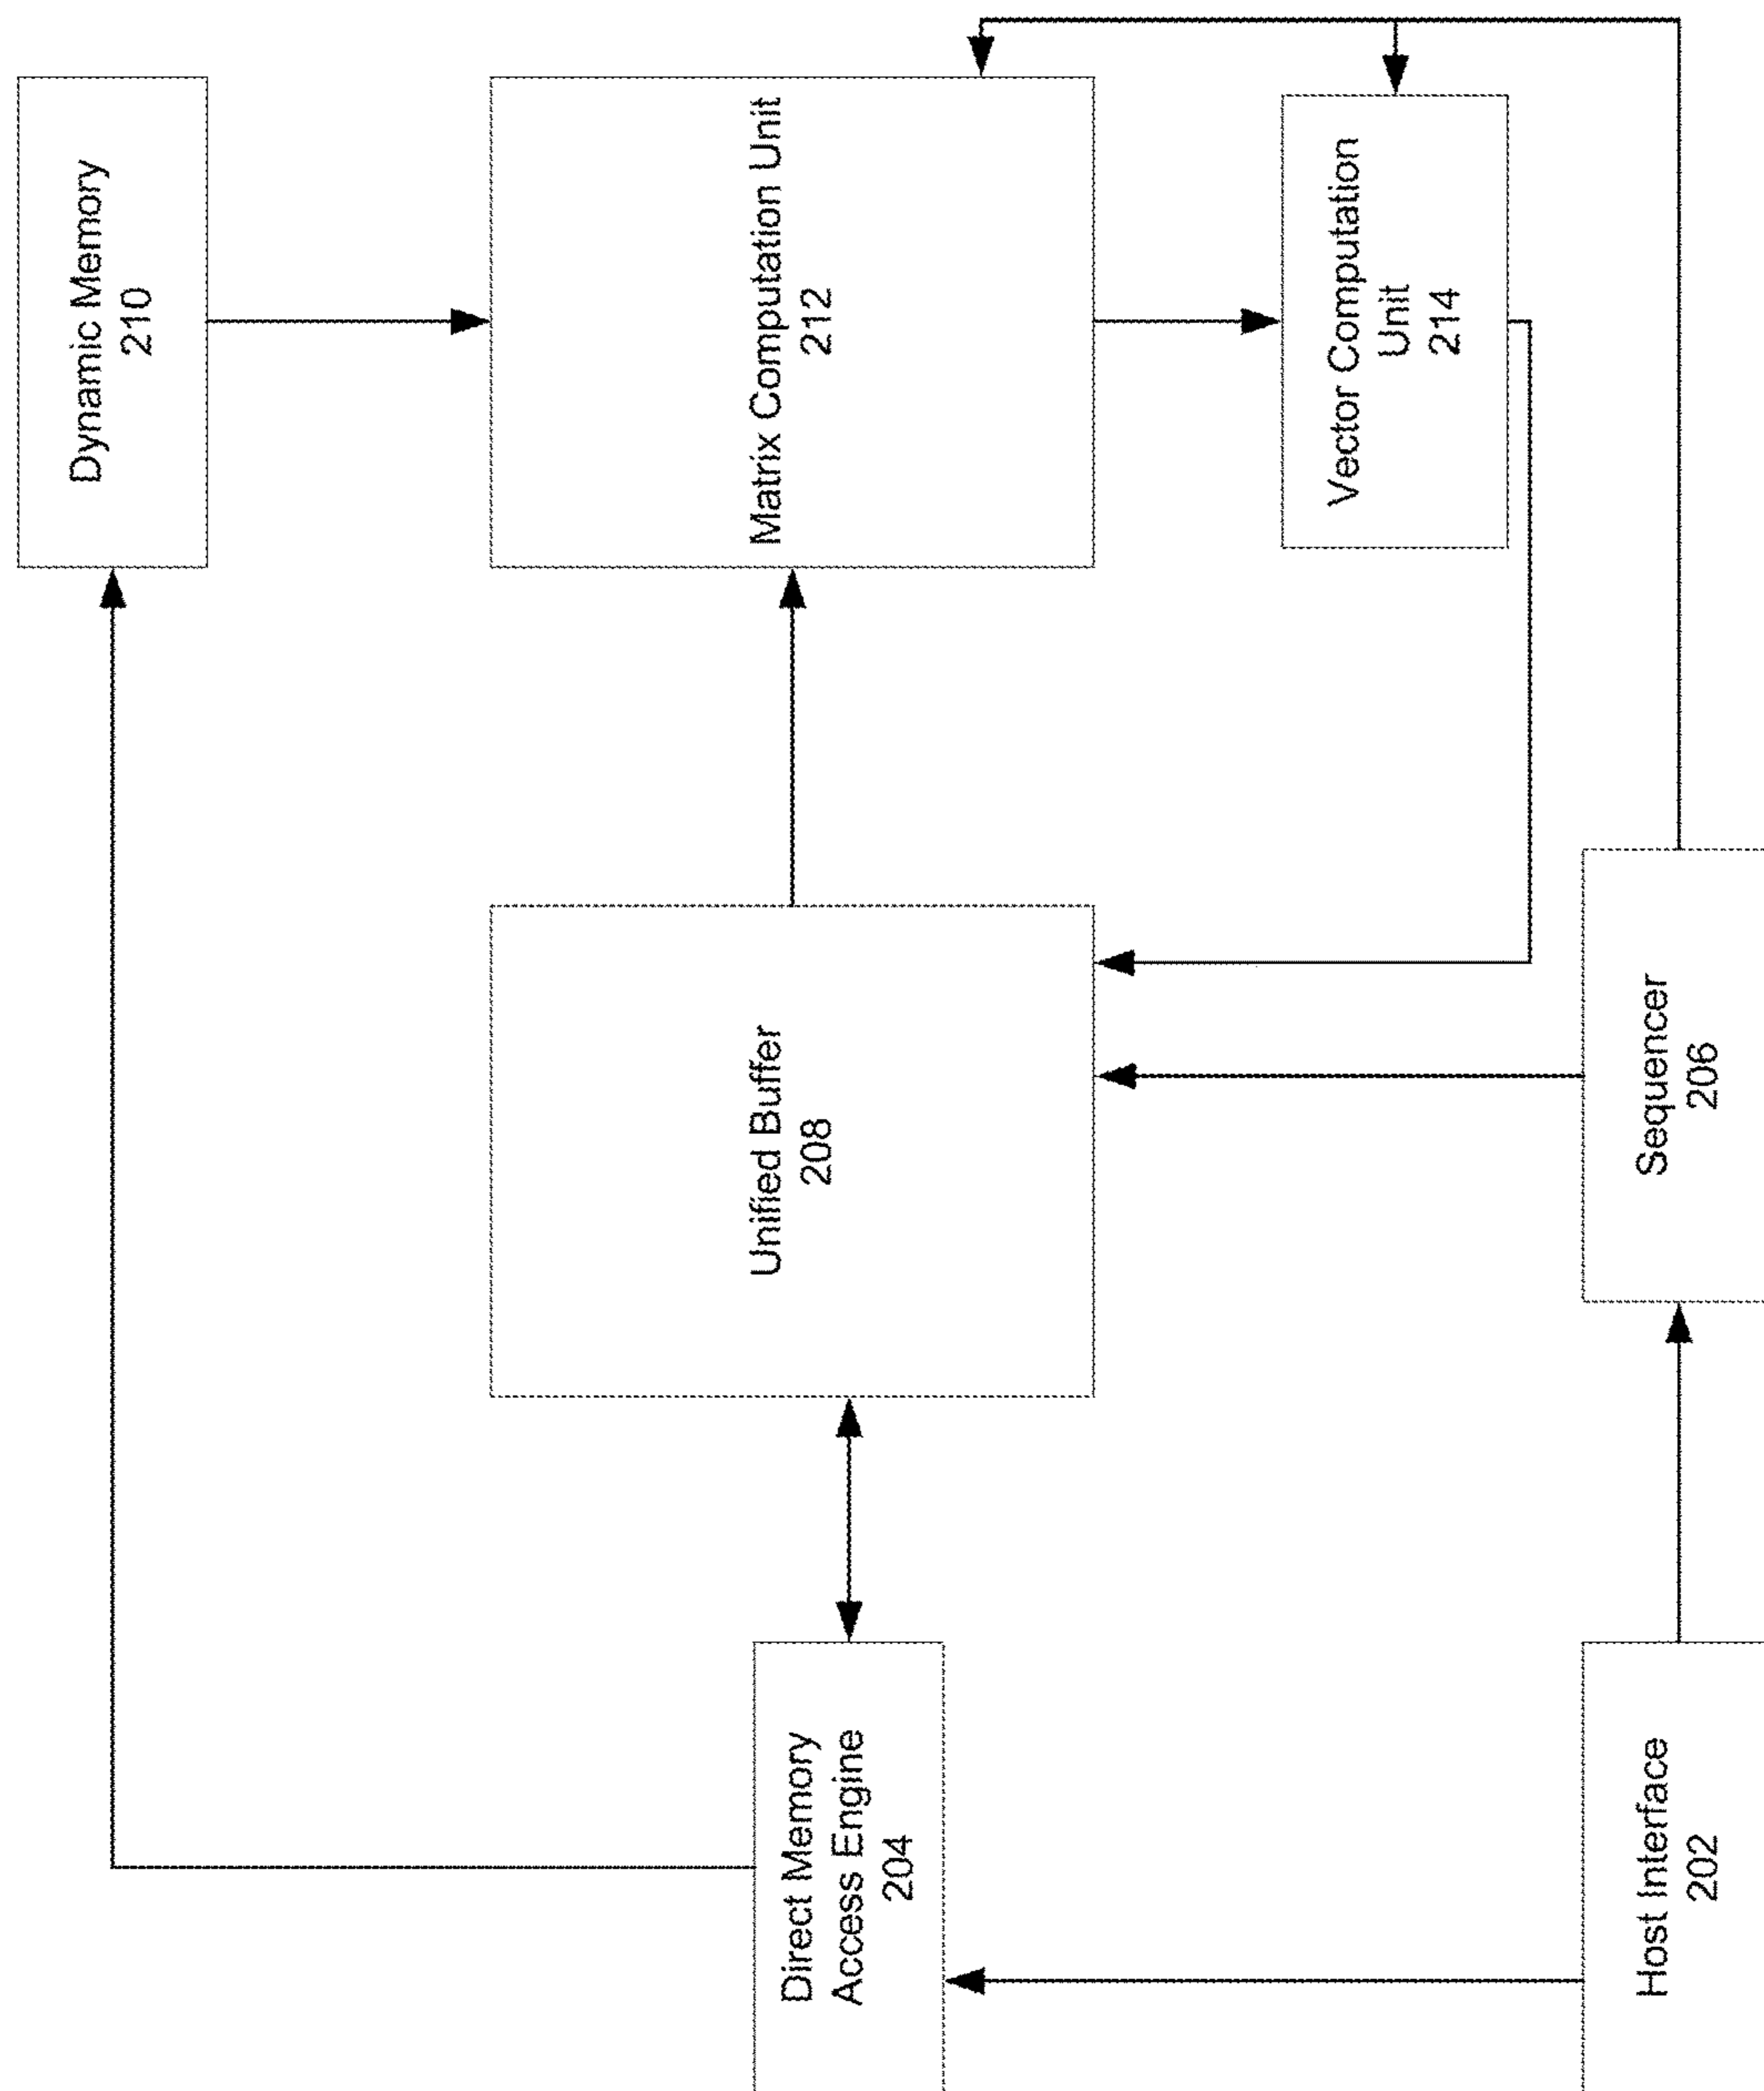 Dynamic Memory
210
Direct Memory
Access Engine
204
Unified Buffer
208
Matrix Computation Unit
212
Vector Computation
Unit
214
Host Interface
202
Sequencer
206